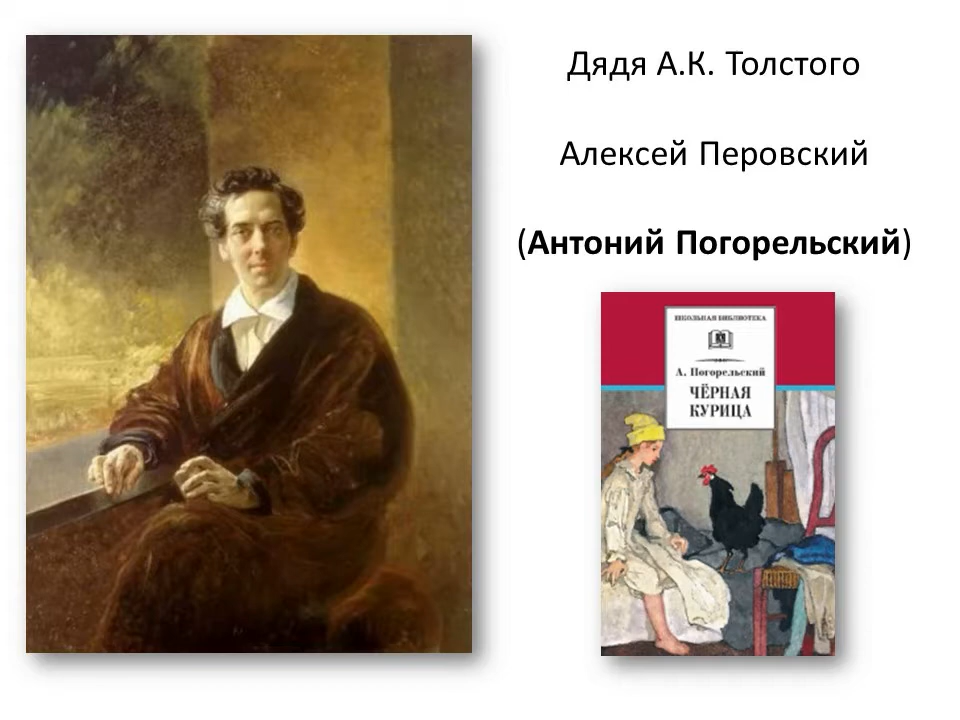 Дядя А.К. Толстого
Алексей Перовский
(Антоний Погорельский)
ШКОЛЬНАЯ БИБЛИОТЕКА
А. Погорельский
ЧЁРНАЯ
КУРИЦА